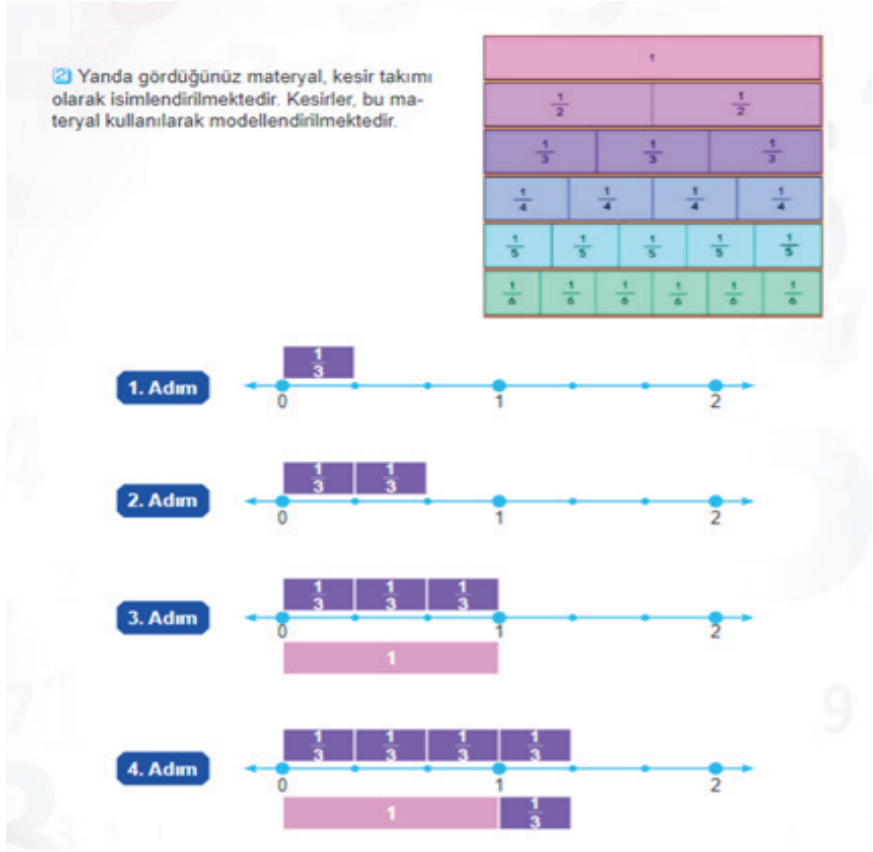 2 Yanda gördüğünüz materyal, kesir takımı
olarak isimlendirilmektedir. Kesirler, bu ma-
teryal kullanılarak modellendirilmektedir.
1
1/2 1/2
1/3 1/3 1/3
1/4 1/4 1/4 1/4
1/5 1/5 1/5 1/5 1/5
1/6 1/6 1/6 1/6 1/6 1/6
1/3
1. Adım
0 1 2
1/3 1/3
2. Adım
0 1 2
1/3 1/3 1/3
3. Adım
0 1 2
1
1/3 1/3 1/3 1/3
4. Adım
0 1 2
1 1/3